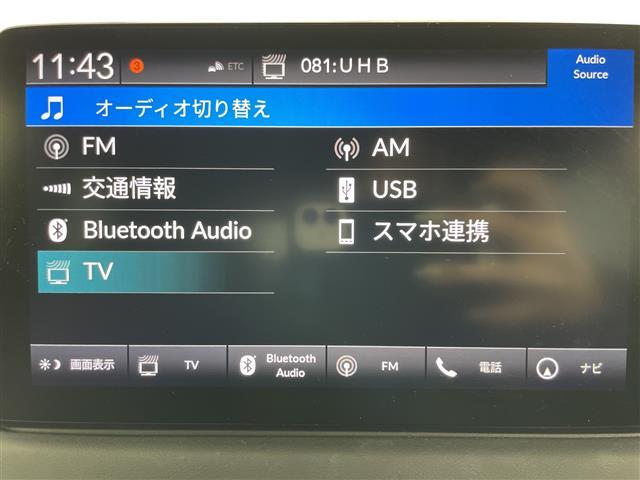 11:43 3 ETC 081:UHB Audio
Source
オーディオ切り替え
FM AM
交通情報 USB
Bluetooth Audio スマホ連携
TV
画面表示 TV Bluetooth
Audio FM 電話 ナビ